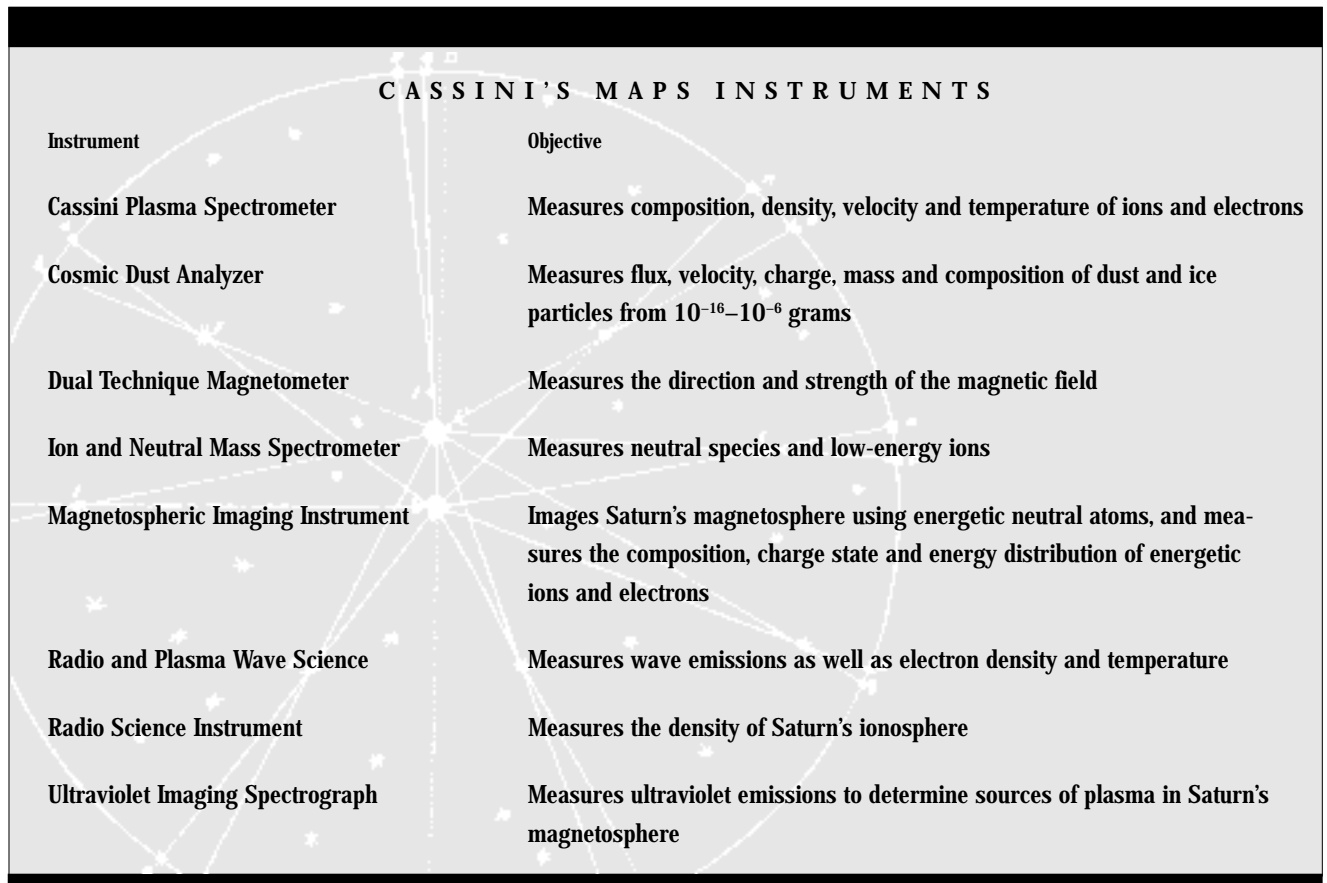 CASSINI'S MAPS INSTRUMENTS
Instrument Objective
Cassini Plasma Spectrometer Measures composition, density, velocity and temperature of ions and electrons
Cosmic Dust Analyzer Measures flux, velocity, charge, mass and composition of dust and ice
particles from 10⁻¹⁶–10⁻⁶ grams
Dual Technique Magnetometer Measures the direction and strength of the magnetic field
Ion and Neutral Mass Spectrometer Measures neutral species and low-energy ions
Magnetospheric Imaging Instrument Images Saturn's magnetosphere using energetic neutral atoms, and mea-
sures the composition, charge state and energy distribution of energetic
ions and electrons
Radio and Plasma Wave Science Measures wave emissions as well as electron density and temperature
Radio Science Instrument Measures the density of Saturn's ionosphere
Ultraviolet Imaging Spectrograph Measures ultraviolet emissions to determine sources of plasma in Saturn's
magnetosphere